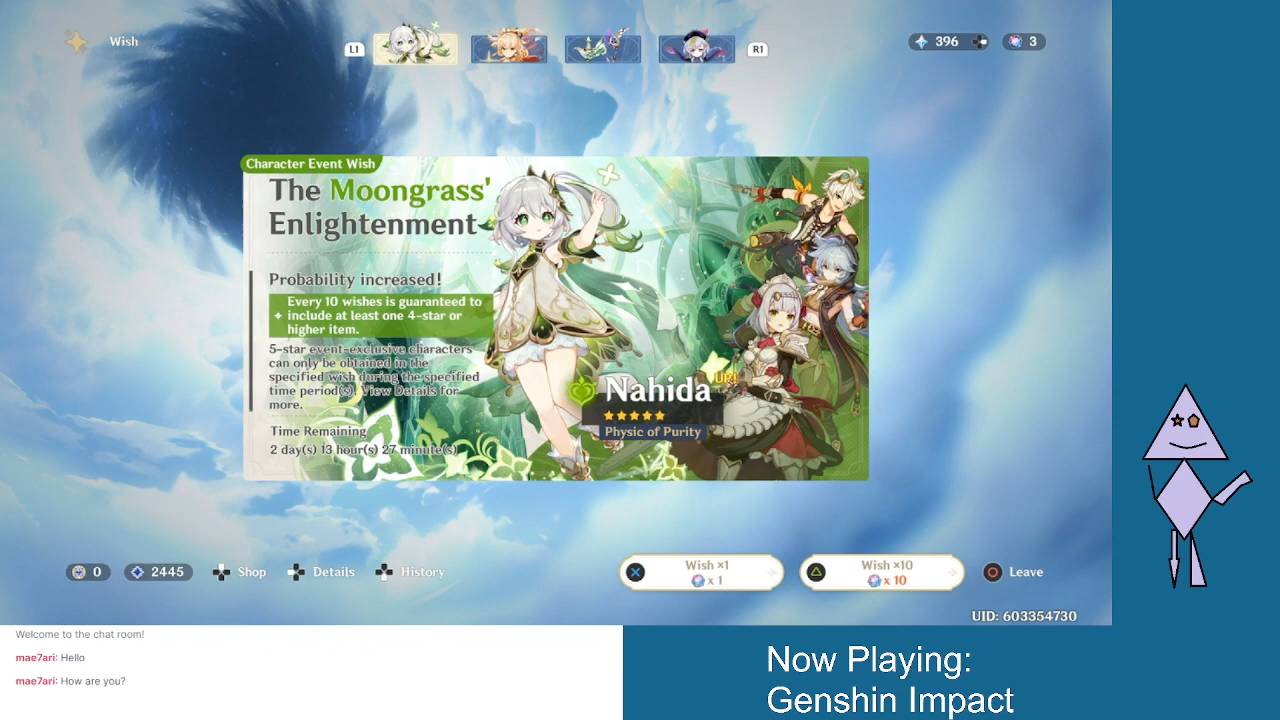 Wish
L1
R1
396
3
Character Event Wish
The Moongrass'
Enlightenment
Probability increased!
Every 10 wishes is guaranteed to
include at least one 4-star or
higher item.
5-star event-exclusive characters
can only be obtained in the
specified wish during the specified
time period(s). View Details for
more.
Time Remaining
2 day(s) 13 hour(s) 27 minute(s)
UP!
Nahida
Physic of Purity
0
2445
Shop
Details
History
Wish ×1
x 1
Wish ×10
x 10
Leave
UID: 603354730
Welcome to the chat room!
mae7ari: Hello
mae7ari: How are you?
Now Playing:
Genshin Impact